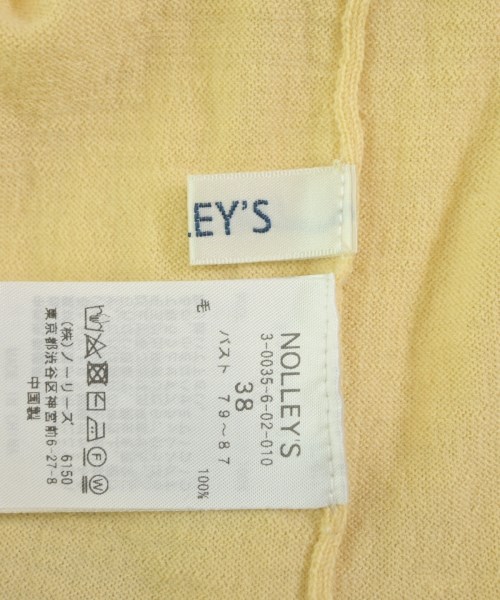 LEY'S
NOLLEY'S
3-0035-6-02-010
38
バスト 79～87
毛 100%
(株)ノーリーズ 6150
東京都渋谷区神宮前6-27-8
中国製